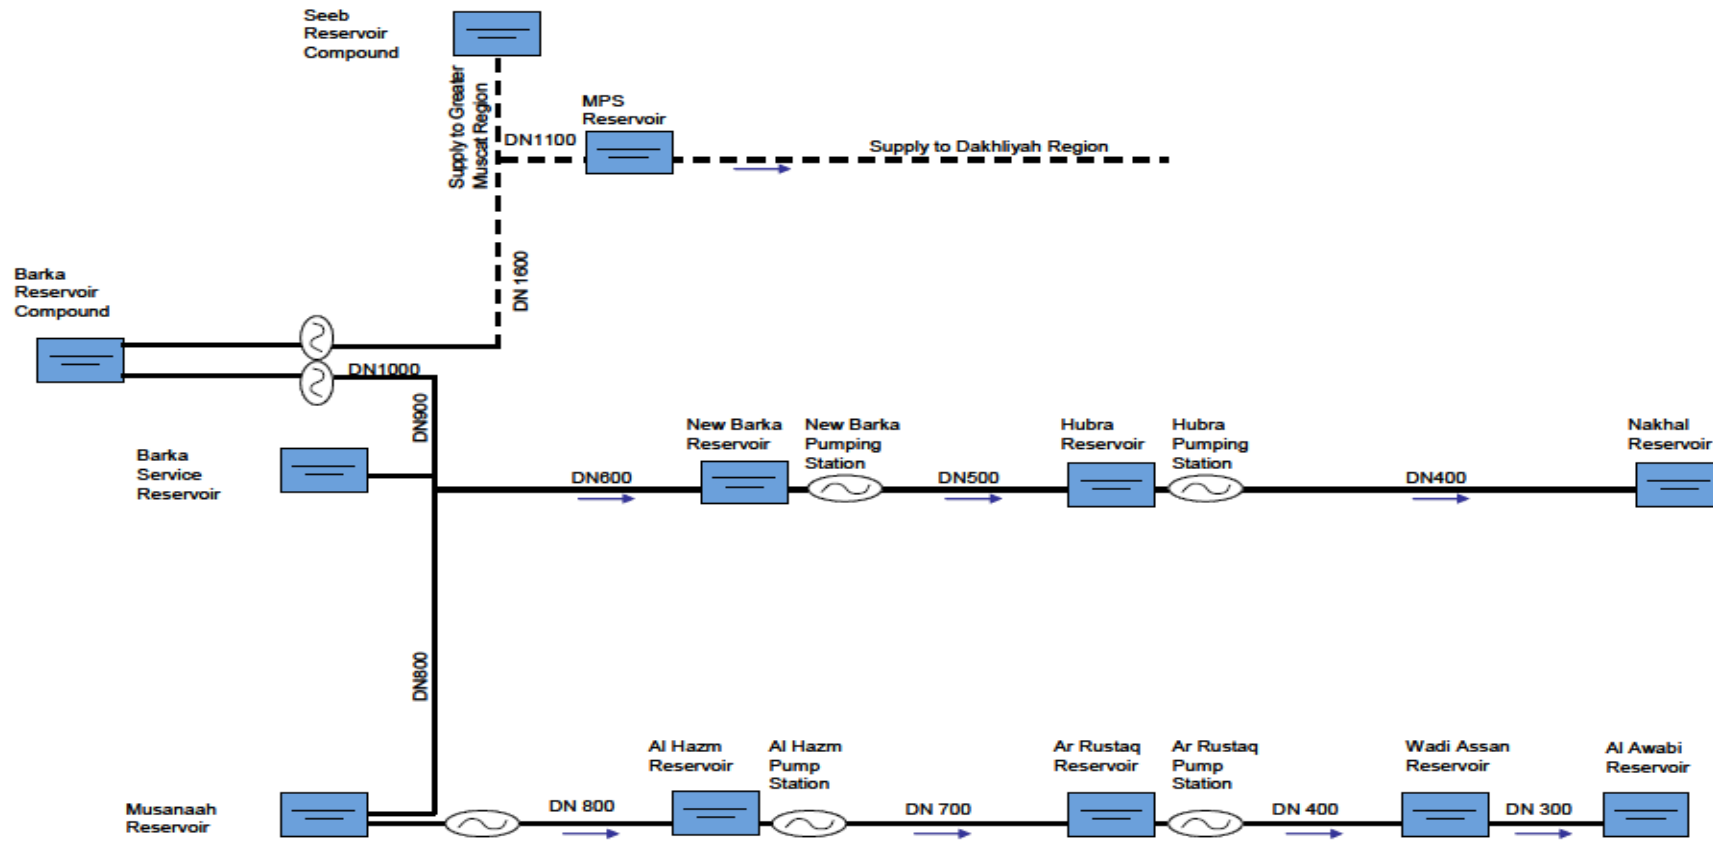 Seeb
Reservoir
Compound
Supply to Greater
Muscat Region
MPS
Reservoir
DN1100
Supply to Dakhliyah Region
DN 1600
Barka
Reservoir
Compound
DN1000
DN900
Barka
Service
Reservoir
New Barka
Reservoir
New Barka
Pumping
Station
Hubra
Reservoir
Hubra
Pumping
Station
Nakhal
Reservoir
DN600
DN500
DN400
DN800
Al Hazm
Reservoir
Al Hazm
Pump
Station
Ar Rustaq
Reservoir
Ar Rustaq
Pump
Station
Wadi Assan
Reservoir
Al Awabi
Reservoir
Musanaah
Reservoir
DN 800
DN 700
DN 400
DN 300